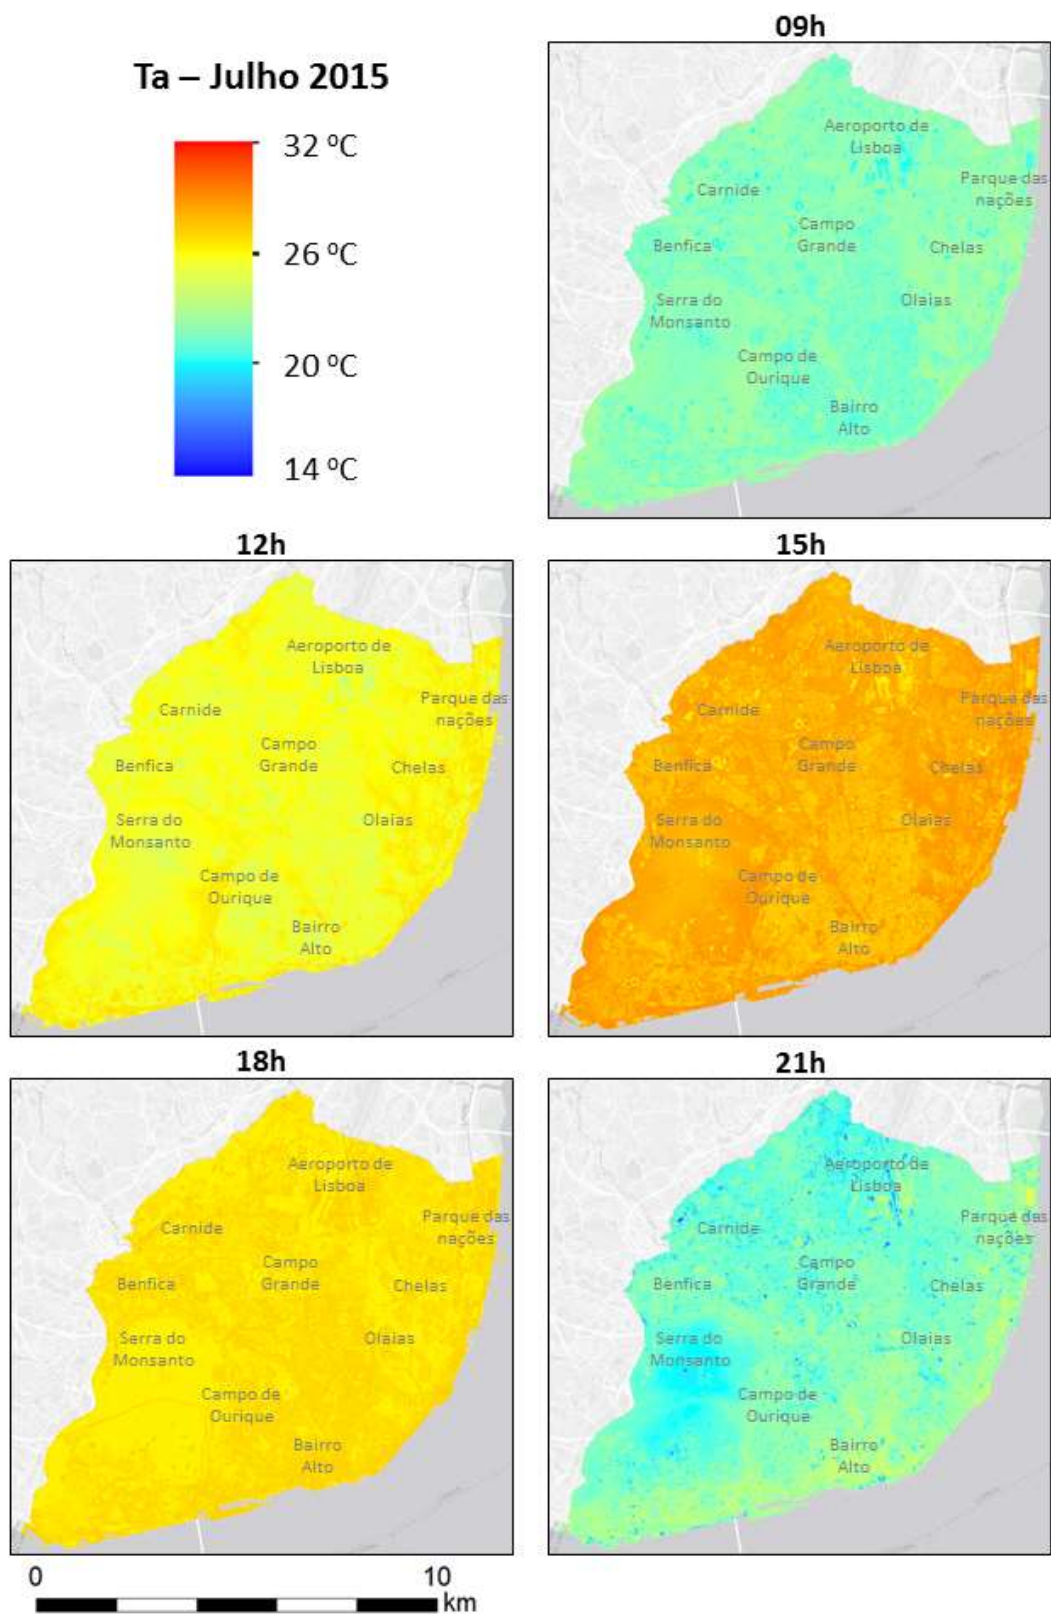 09h
Ta – Julho 2015
32 ºC
26 ºC
20 ºC
14 ºC
Aeroporto de
Lisboa
Carnide
Parque das
nações
Campo
Grande
Benfica
Chelas
Serra do
Monsanto
Olaias
Campo de
Ourique
Bairro
Alto
12h
Aeroporto de
Lisboa
Carnide
Parque das
nações
Campo
Grande
Benfica
Chelas
Serra do
Monsanto
Olaias
Campo de
Ourique
Bairro
Alto
15h
Aeroporto de
Lisboa
Carnide
Parque das
nações
Campo
Grande
Benfica
Chelas
Serra do
Monsanto
Olaias
Campo de
Ourique
Bairro
Alto
18h
Aeroporto de
Lisboa
Carnide
Parque das
nações
Campo
Grande
Benfica
Chelas
Serra do
Monsanto
Olaias
Campo de
Ourique
Bairro
Alto
21h
Aeroporto de
Lisboa
Carnide
Parque das
nações
Campo
Grande
Benfica
Chelas
Serra do
Monsanto
Olaias
Campo de
Ourique
Bairro
Alto
0 10
km